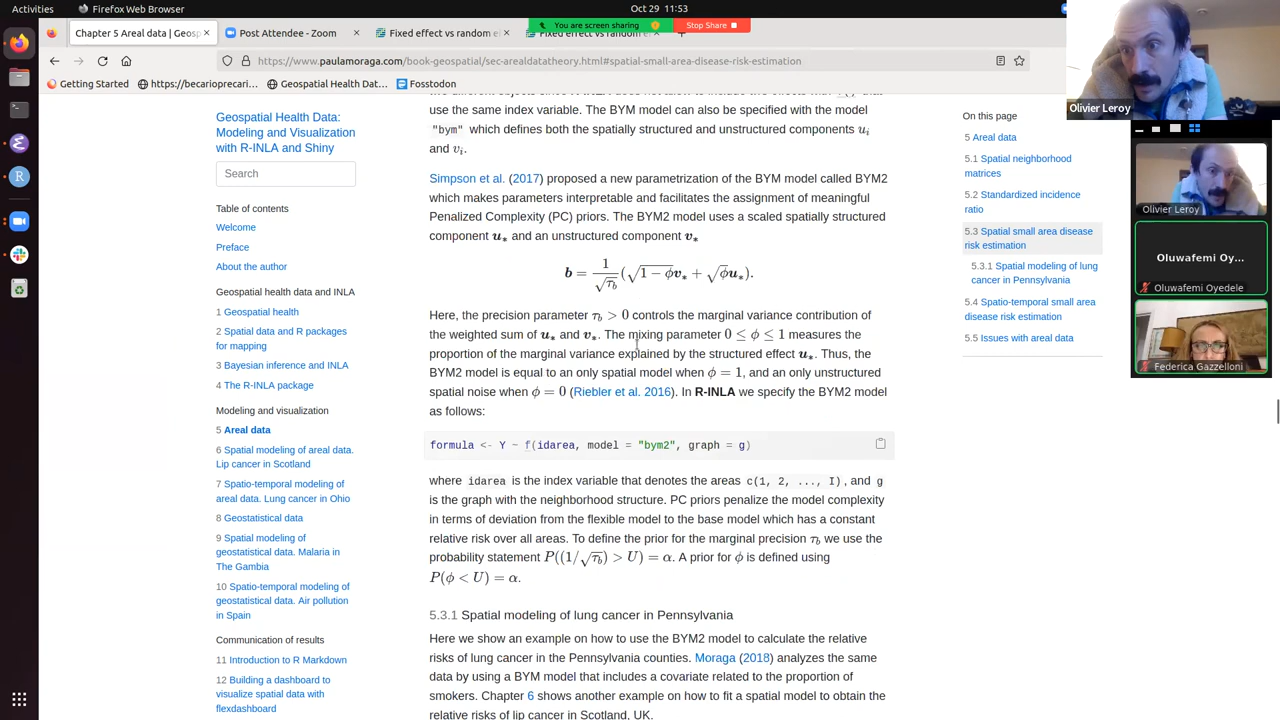 Activities
Firefox Web Browser
Oct 29 11:53
You are screen sharing
Stop Share
Chapter 5 Areal data | Geosp
Post Attendee - Zoom
Fixed effect vs random e
Fixed effect vs random e
https://www.paulamoraga.com/book-geospatial/sec-arealdatatheory.html#spatial-small-area-disease-risk-estimation
Getting Started
https://becarioprecari...
Geospatial Health Dat...
Fosstodon
Geospatial Health Data:
Modeling and Visualization
with R-INLA and Shiny
Search
Table of contents
Welcome
Preface
About the author
Geospatial health data and INLA
1 Geospatial health
2 Spatial data and R packages
for mapping
3 Bayesian inference and INLA
4 The R-INLA package
Modeling and visualization
5 Areal data
6 Spatial modeling of areal data.
Lip cancer in Scotland
7 Spatio-temporal modeling of
areal data. Lung cancer in Ohio
8 Geostatistical data
9 Spatial modeling of
geostatistical data. Malaria in
The Gambia
10 Spatio-temporal modeling of
geostatistical data. Air pollution
in Spain
Communication of results
11 Introduction to R Markdown
12 Building a dashboard to
visualize spatial data with
flexdashboard
use the same index variable. The BYM model can also be specified with the model
"bym" which defines both the spatially structured and unstructured components u_i
and v_i.
Simpson et al. (2017) proposed a new parametrization of the BYM model called BYM2
which makes parameters interpretable and facilitates the assignment of meaningful
Penalized Complexity (PC) priors. The BYM2 model uses a scaled spatially structured
component u_* and an unstructured component v_*
b = 1/√τ_b (√1 − ϕ v_* + √ϕ u_*).
Here, the precision parameter τ_b > 0 controls the marginal variance contribution of
the weighted sum of u_* and v_*. The mixing parameter 0 ≤ ϕ ≤ 1 measures the
proportion of the marginal variance explained by the structured effect u_*. Thus, the
BYM2 model is equal to an only spatial model when ϕ = 1, and an only unstructured
spatial noise when ϕ = 0 (Riebler et al. 2016). In R-INLA we specify the BYM2 model
as follows:
formula <- Y ~ f(idarea, model = "bym2", graph = g)
where idarea is the index variable that denotes the areas c(1, 2, ..., I), and g
is the graph with the neighborhood structure. PC priors penalize the model complexity
in terms of deviation from the flexible model to the base model which has a constant
relative risk over all areas. To define the prior for the marginal precision τ_b we use the
probability statement P((1/√τ_b) > U) = α. A prior for ϕ is defined using
P(ϕ < U) = α.
5.3.1 Spatial modeling of lung cancer in Pennsylvania
Here we show an example on how to use the BYM2 model to calculate the relative
risks of lung cancer in the Pennsylvania counties. Moraga (2018) analyzes the same
data by using a BYM model that includes a covariate related to the proportion of
smokers. Chapter 6 shows another example on how to fit a spatial model to obtain the
relative risks of lip cancer in Scotland, UK.
On this page
5 Areal data
5.1 Spatial neighborhood
matrices
5.2 Standardized incidence
ratio
5.3 Spatial small area disease
risk estimation
5.3.1 Spatial modeling of lung
cancer in Pennsylvania
5.4 Spatio-temporal small area
disease risk estimation
5.5 Issues with areal data
Olivier Leroy
Olivier Leroy
Oluwafemi Oy...
Oluwafemi Oyedele
Federica Gazzelloni